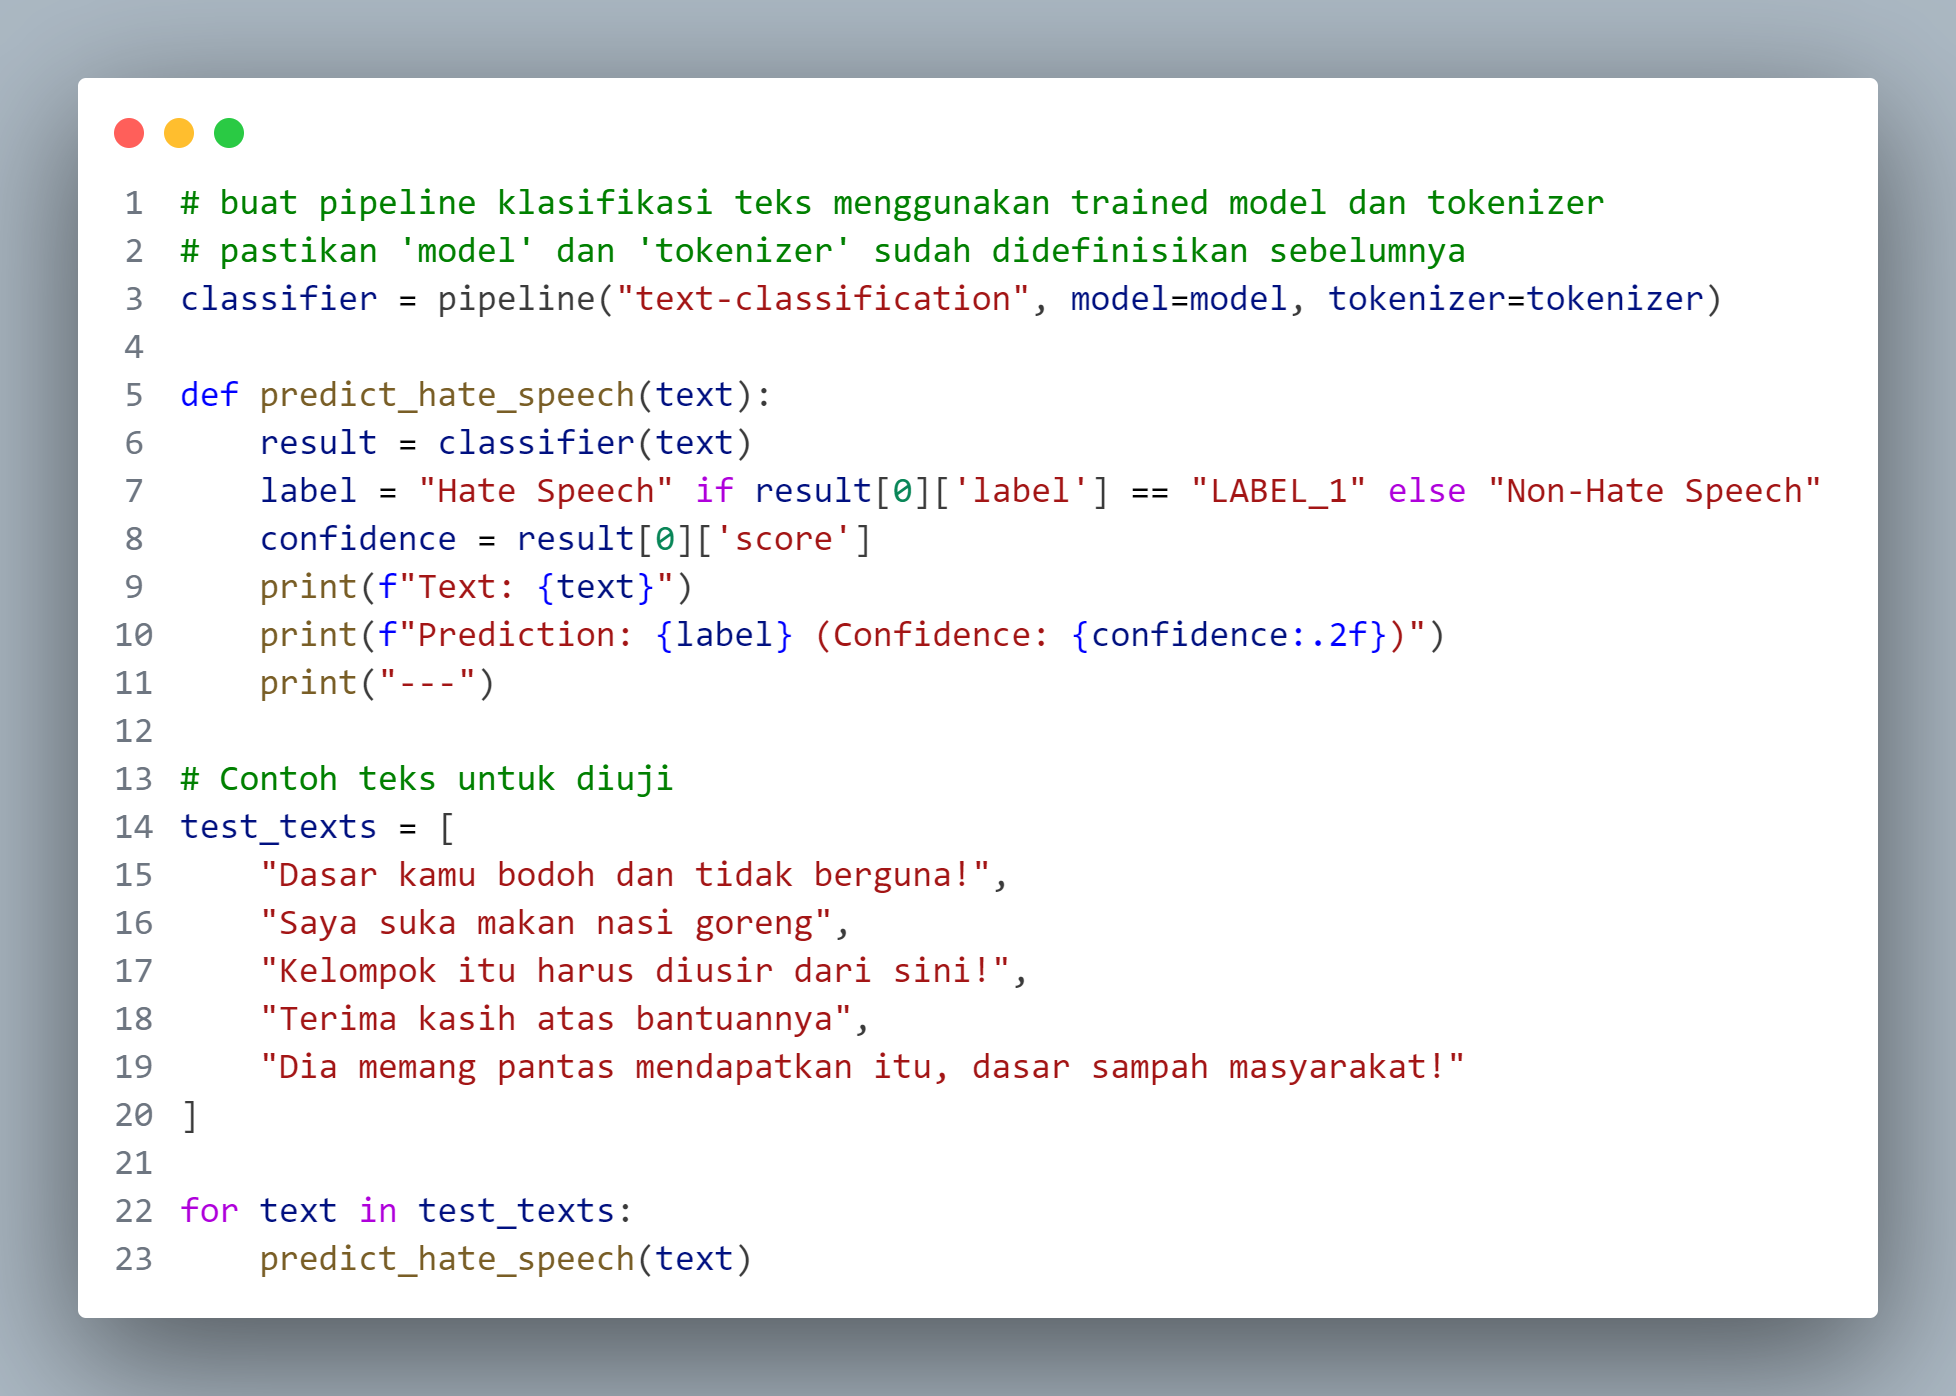 1 # buat pipeline klasifikasi teks menggunakan trained model dan tokenizer
2 # pastikan 'model' dan 'tokenizer' sudah didefinisikan sebelumnya
3 classifier = pipeline("text-classification", model=model, tokenizer=tokenizer)
4
5 def predict_hate_speech(text):
6     result = classifier(text)
7     label = "Hate Speech" if result[0]['label'] == "LABEL_1" else "Non-Hate Speech"
8     confidence = result[0]['score']
9     print(f"Text: {text}")
10     print(f"Prediction: {label} (Confidence: {confidence:.2f})")
11     print("---")
12
13 # Contoh teks untuk diuji
14 test_texts = [
15     "Dasar kamu bodoh dan tidak berguna!",
16     "Saya suka makan nasi goreng",
17     "Kelompok itu harus diusir dari sini!",
18     "Terima kasih atas bantuannya",
19     "Dia memang pantas mendapatkan itu, dasar sampah masyarakat!"
20 ]
21
22 for text in test_texts:
23     predict_hate_speech(text)